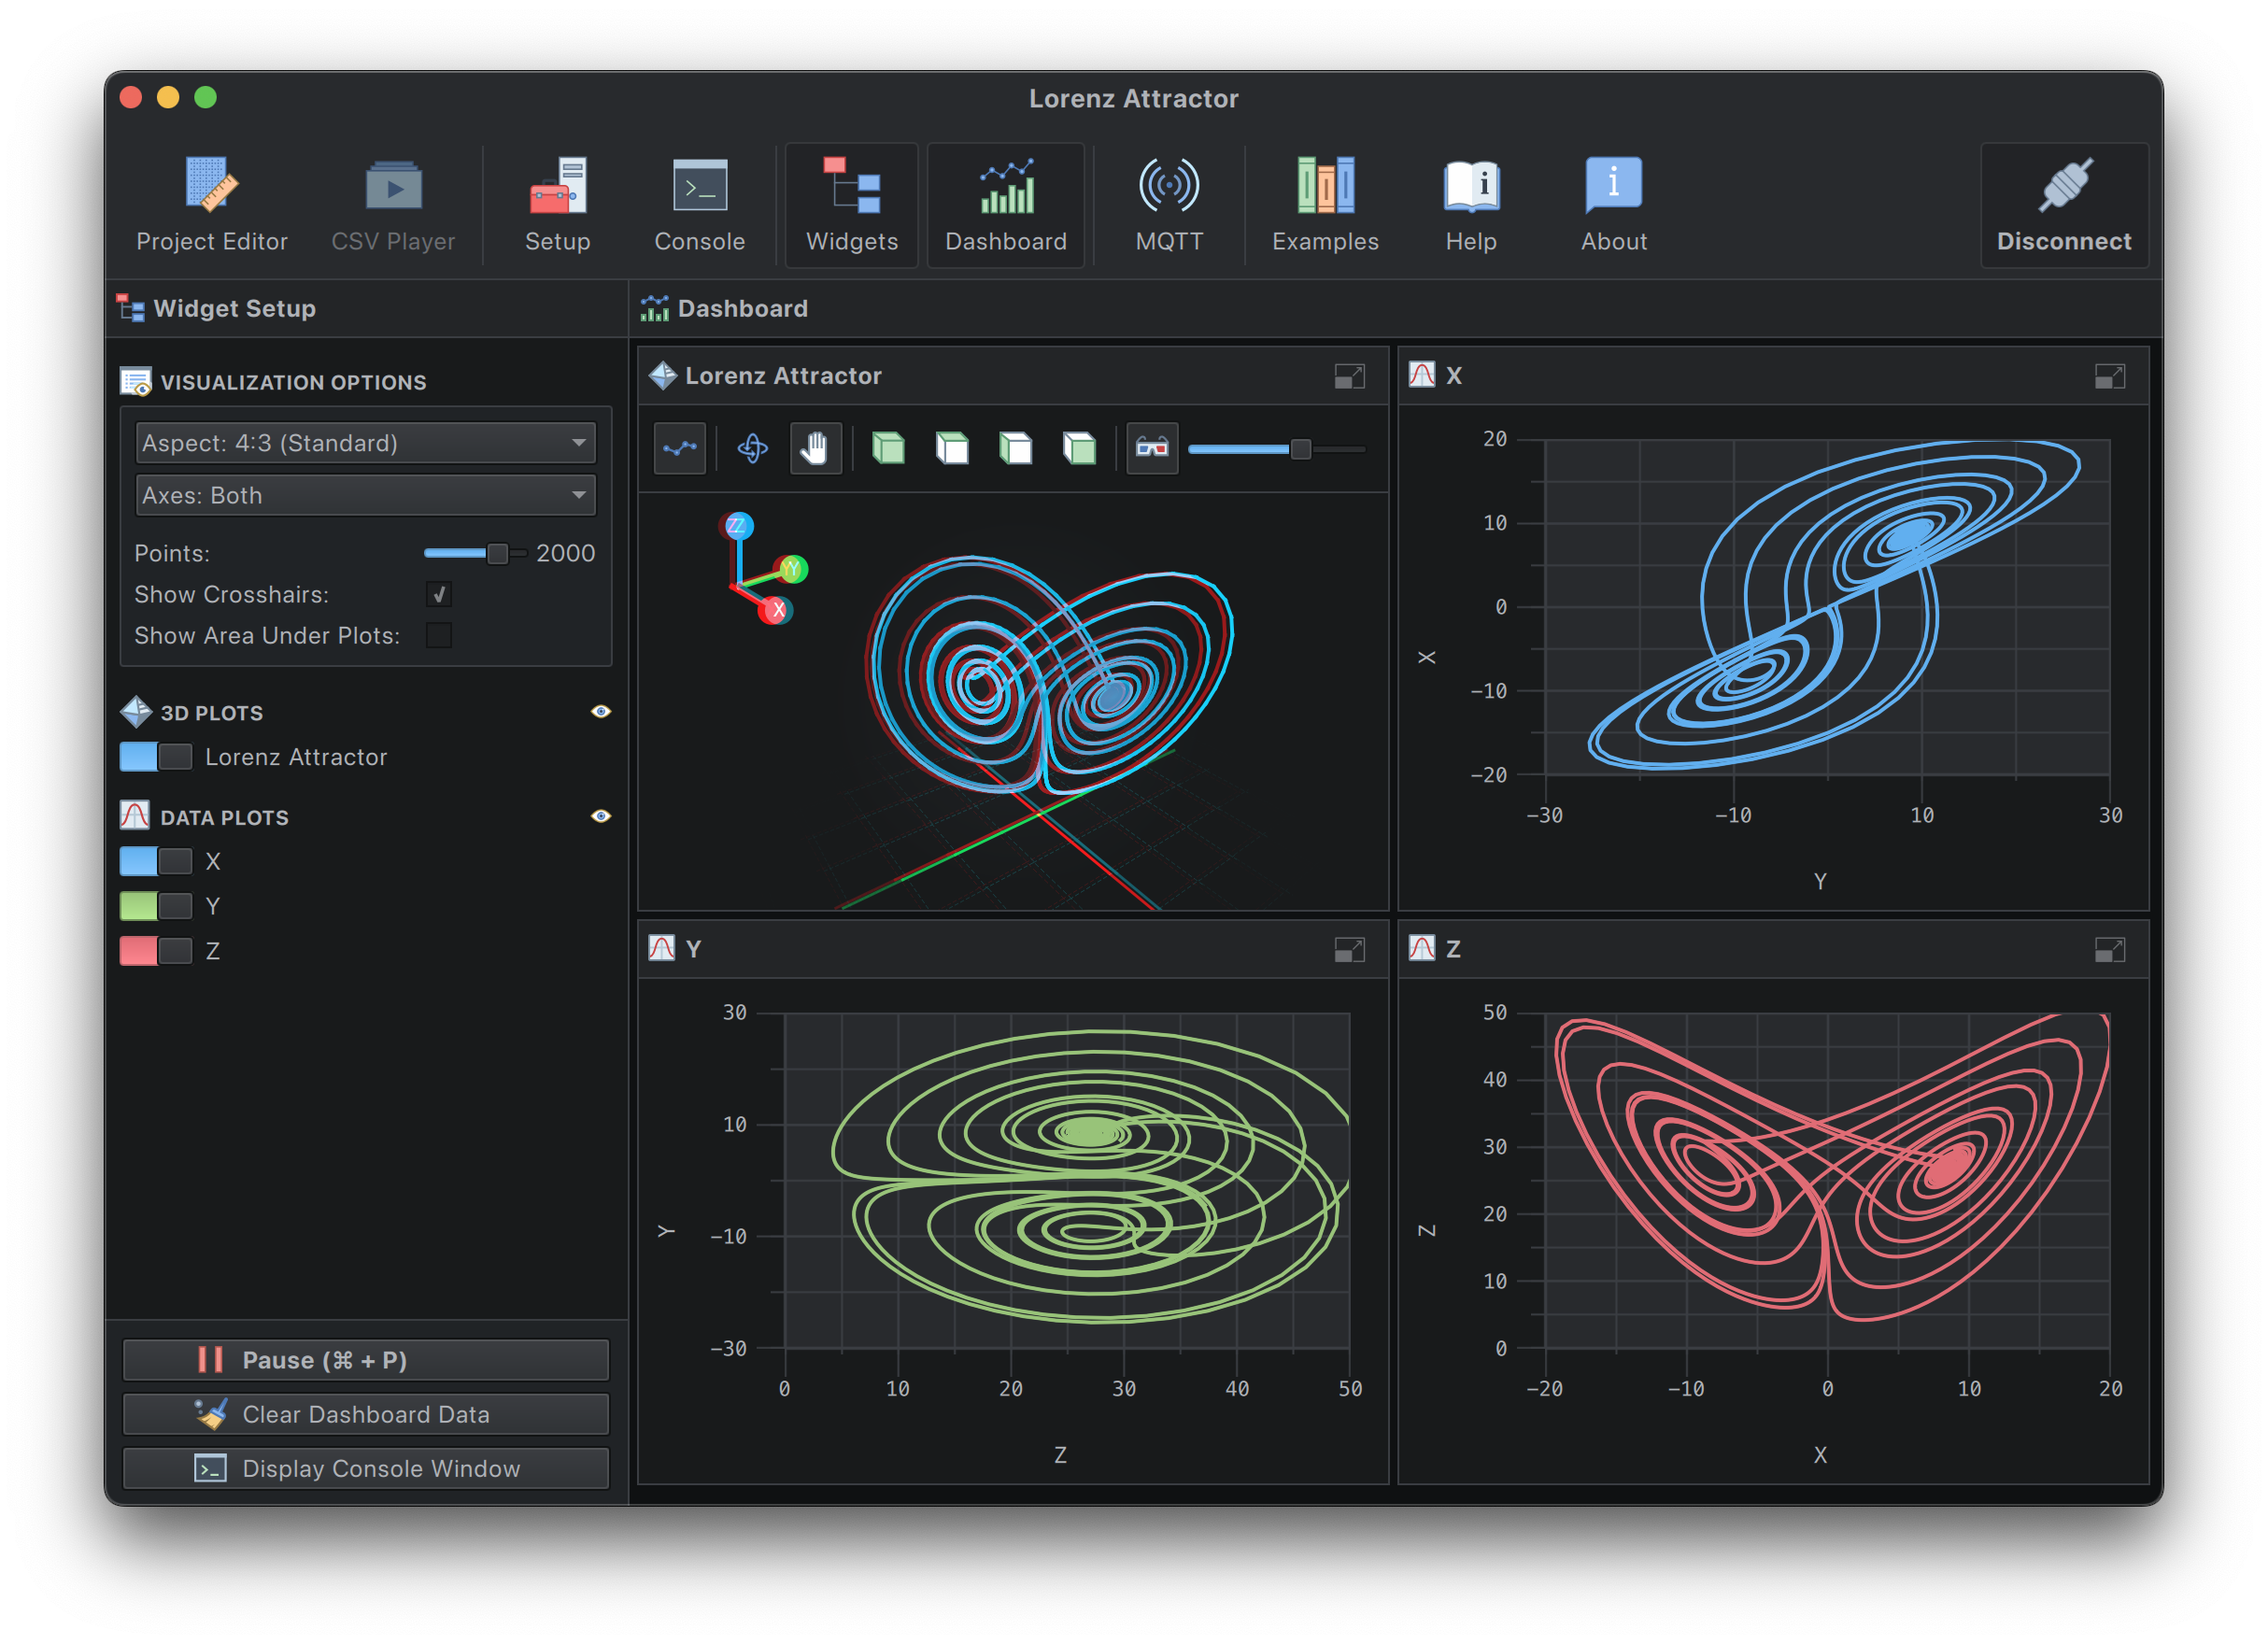 Lorenz Attractor
Project Editor
CSV Player
Setup
Console
Widgets
Dashboard
MQTT
Examples
Help
About
Disconnect
Widget Setup
VISUALIZATION OPTIONS
Aspect: 4:3 (Standard)
Axes: Both
Points: 2000
Show Crosshairs:
Show Area Under Plots:
3D PLOTS
Lorenz Attractor
DATA PLOTS
X
Y
Z
Pause (⌘ + P)
Clear Dashboard Data
Display Console Window
Dashboard
Lorenz Attractor
ZZ
YY
X
X
20
10
0
−10
−20
X
−30 −10 10 30
Y
Y
30
10
−10
−30
Y
0 10 20 30 40 50
Z
Z
50
40
30
20
10
0
Z
−20 −10 0 10 20
X